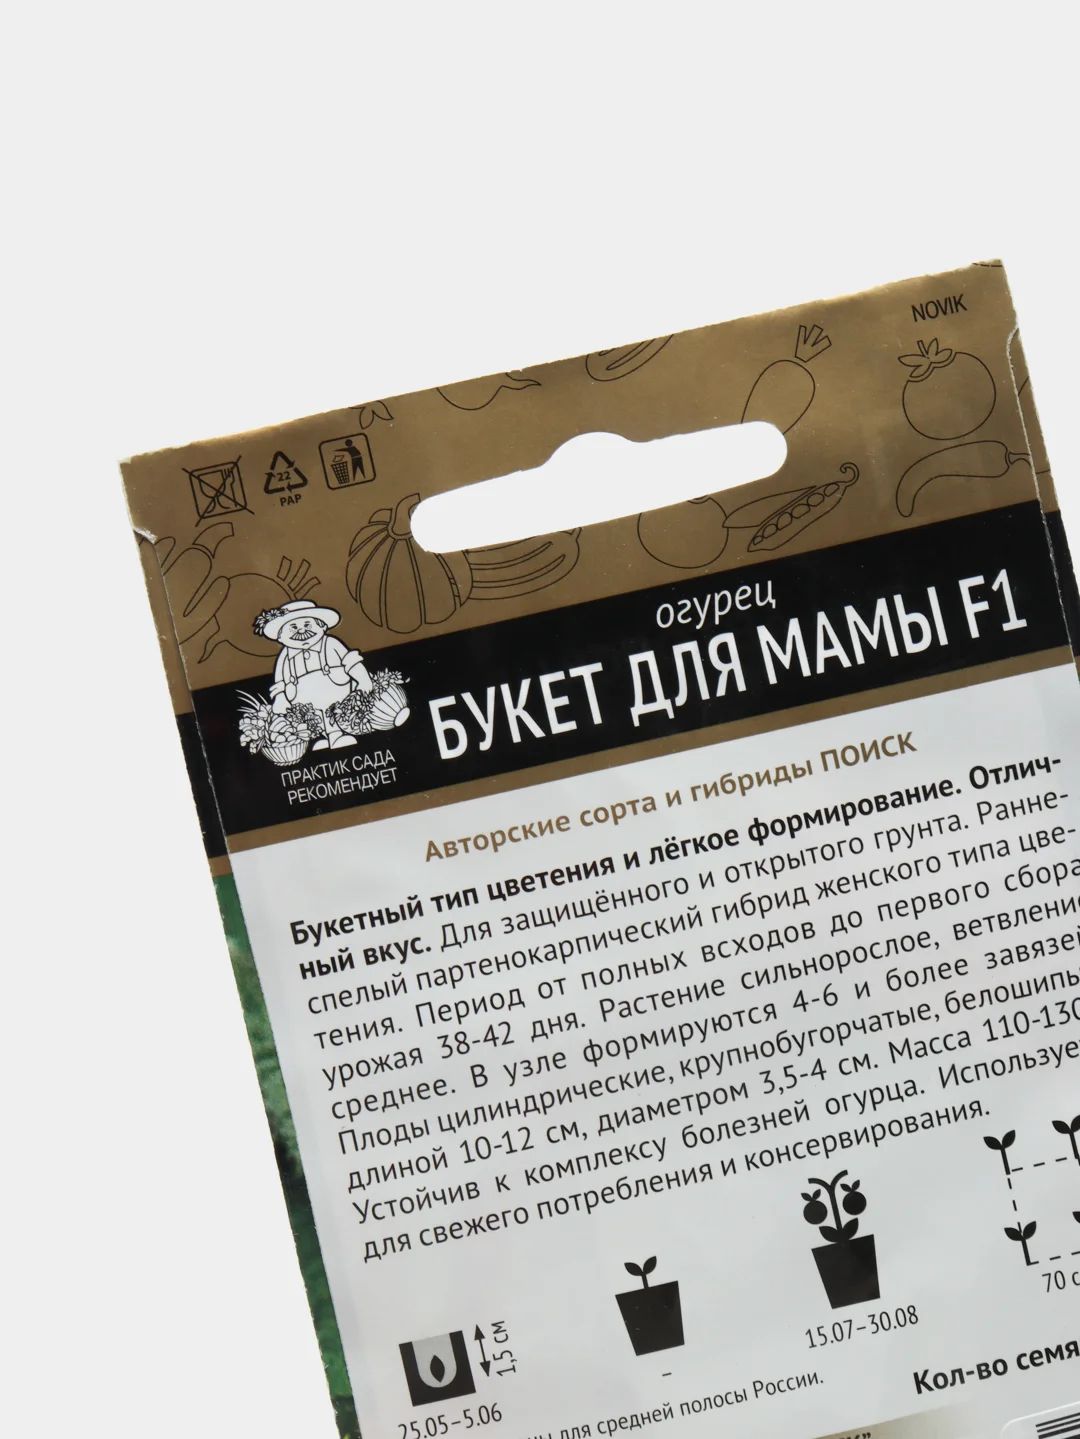 NOVIK
22
PAP
огурец
БУКЕТ ДЛЯ МАМЫ F1
ПРАКТИК САДА
РЕКОМЕНДУЕТ
Авторские сорта и гибриды ПОИСК
Букетный тип цветения и лёгкое формирование. Отлич-
ный вкус. Для защищённого и открытого грунта. Ранне-
спелый партенокарпический гибрид женского типа цве-
тения. Период от полных всходов до первого сбора
урожая 38-42 дня. Растение сильнорослое, ветвление
среднее. В узле формируются 4-6 и более завязей
Плоды цилиндрические, крупнобугорчатые, белошипы
длиной 10-12 см, диаметром 3,5-4 см. Масса 110-130
Устойчив к комплексу болезней огурца. Используе
для свежего потребления и консервирования.
1,5 см
25.05–5.06
–
15.07–30.08
70 с
для средней полосы России.
Кол-во семя